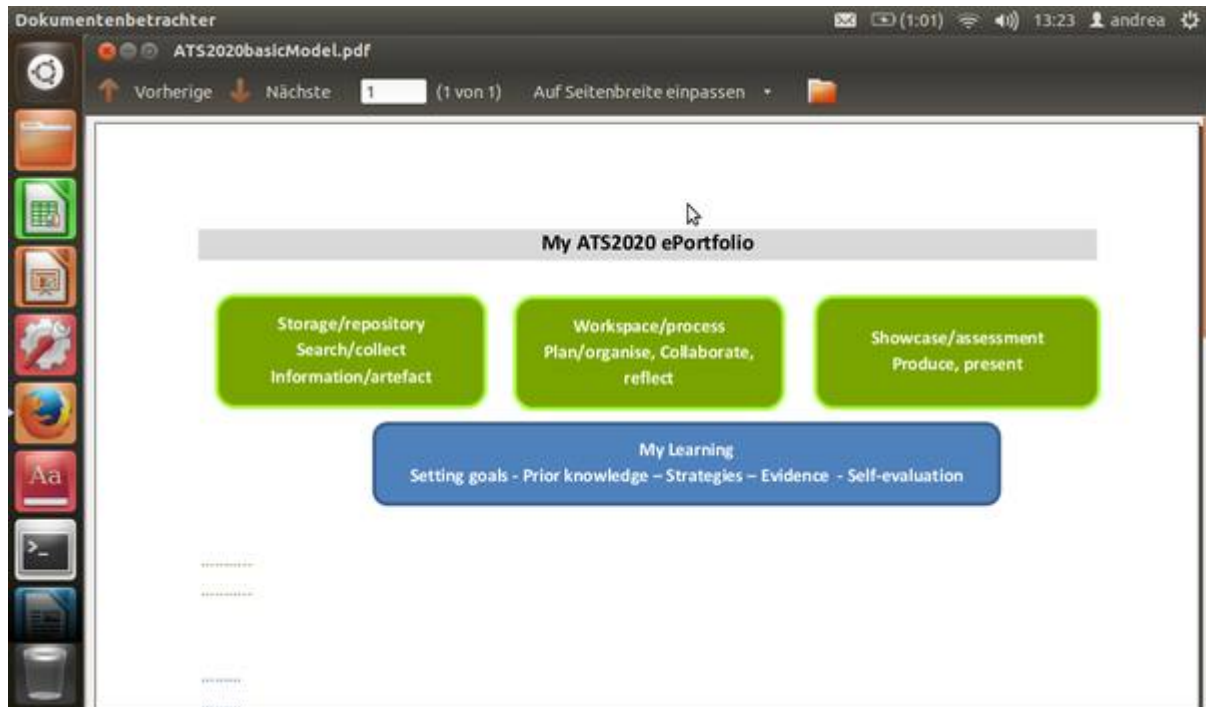 Dokumentenbetrachter
(1:01) 13:23 andrea
ATS2020basicModel.pdf
Vorherige Nächste 1 (1 von 1) Auf Seitenbreite einpassen
My ATS2020 ePortfolio
Storage/repository
Search/collect
Information/artefact
Workspace/process
Plan/organise, Collaborate,
reflect
Showcase/assessment
Produce, present
My Learning
Setting goals - Prior knowledge – Strategies – Evidence - Self-evaluation
Aa
>_